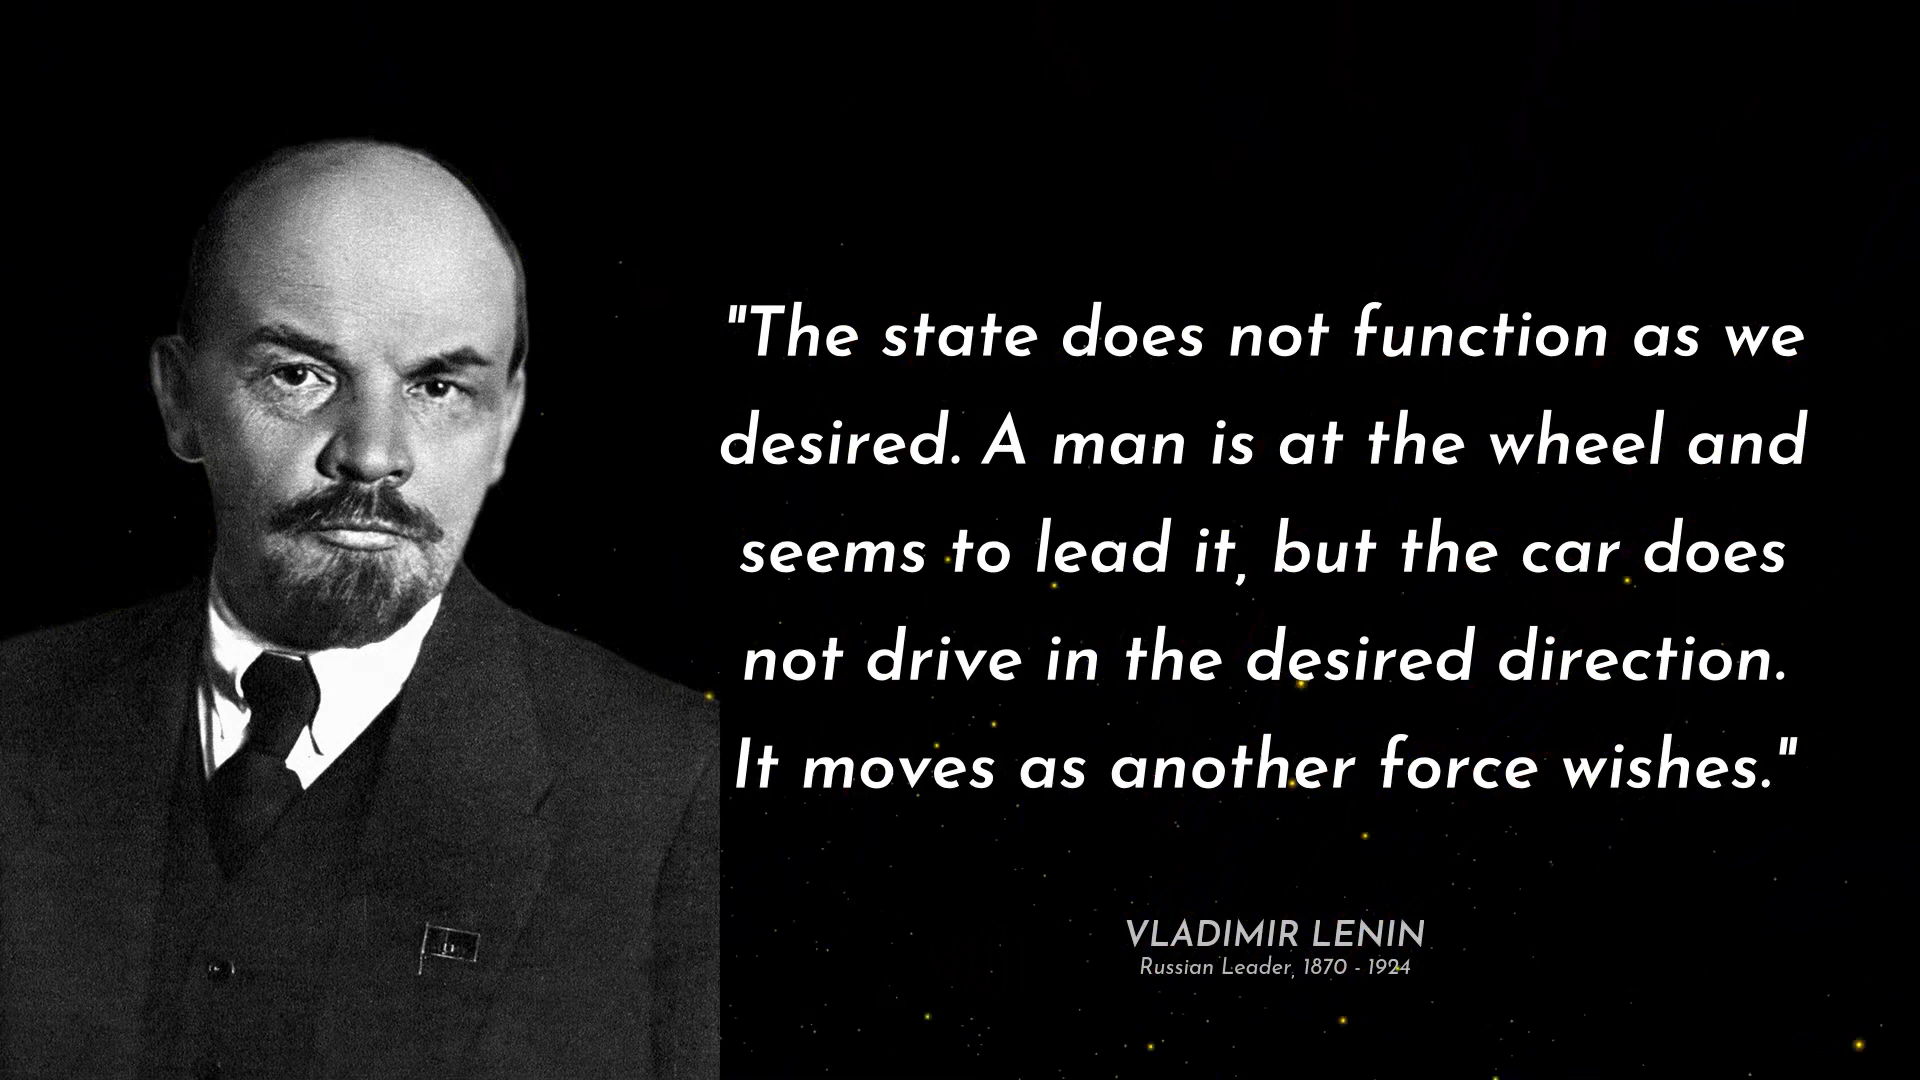 "The state does not function as we
desired. A man is at the wheel and
seems to lead it, but the car does
not drive in the desired direction.
It moves as another force wishes."
VLADIMIR LENIN
Russian Leader, 1870 - 1924